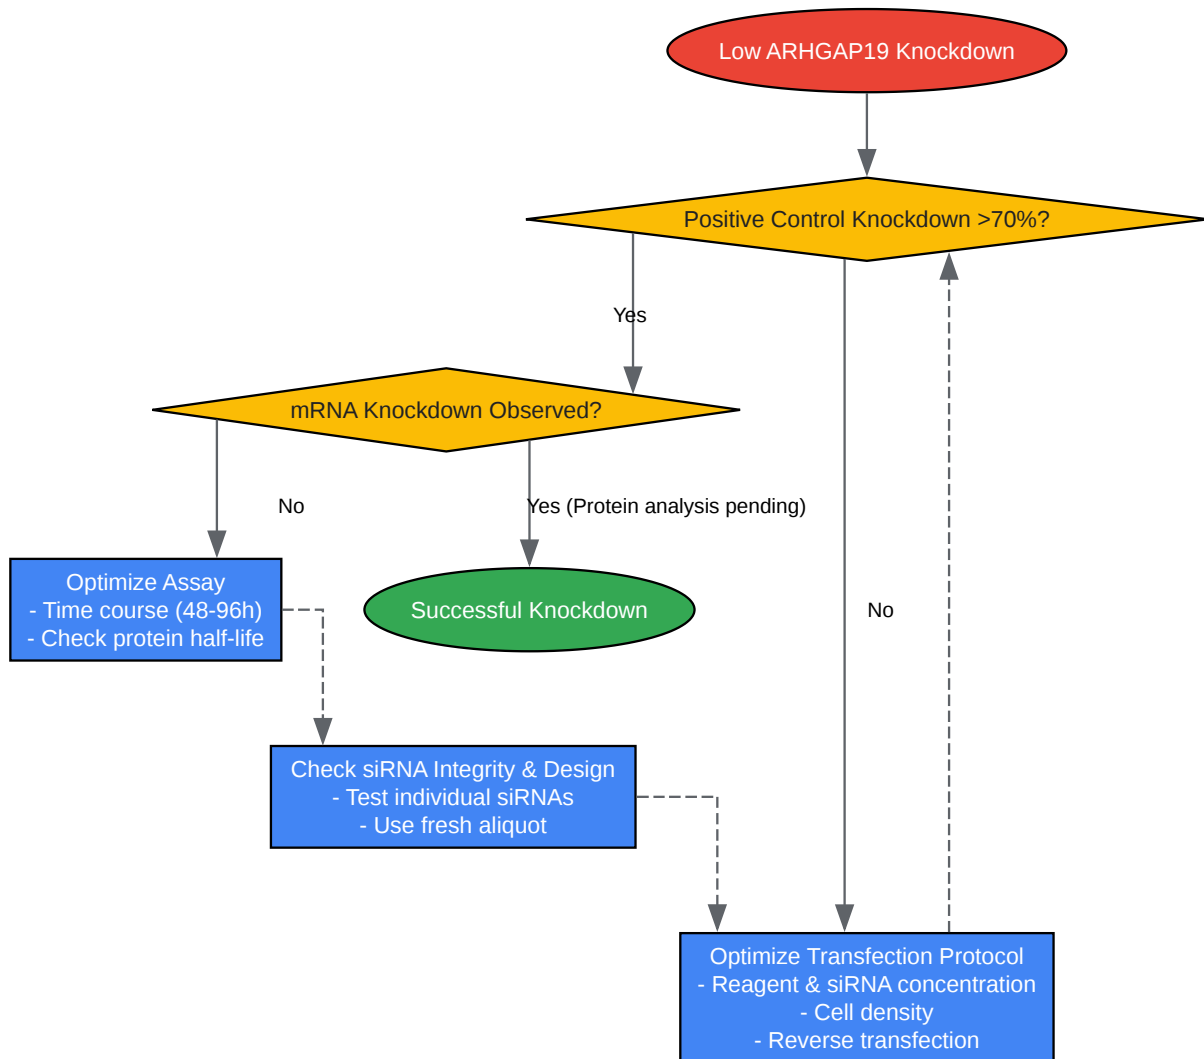 Low ARHGAP19 Knockdown
Positive Control Knockdown >70%?
Yes
mRNA Knockdown Observed?
No
Yes (Protein analysis pending)
Optimize Assay
- Time course (48-96h)
- Check protein half-life
Successful Knockdown
No
Check siRNA Integrity & Design
- Test individual siRNAs
- Use fresh aliquot
Optimize Transfection Protocol
- Reagent & siRNA concentration
- Cell density
- Reverse transfection